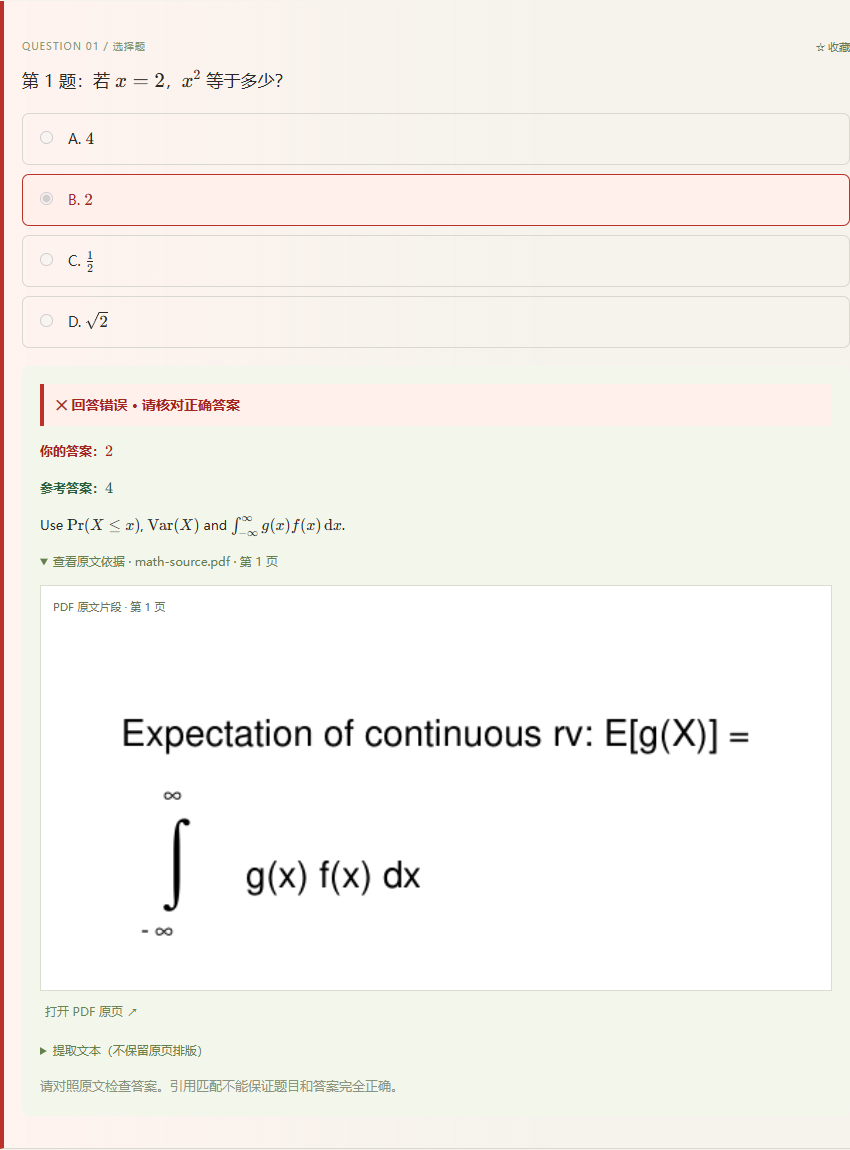 QUESTION 01 / 选择题
☆ 收藏
第 1 题：若 x = 2，x² 等于多少？
A. 4
B. 2
C. 1/2
D. √2
✕ 回答错误 • 请核对正确答案
你的答案：2
参考答案：4
Use Pr(X ≤ x), Var(X) and ∫_{-∞}^{∞} g(x)f(x) dx.
▼ 查看原文依据 · math-source.pdf · 第 1 页
PDF 原文片段 · 第 1 页
Expectation of continuous rv: E[g(X)] =
∞
∫ g(x) f(x) dx
- ∞
打开 PDF 原页 ↗
▶ 提取文本（不保留原页排版）
请对照原文检查答案。引用匹配不能保证题目和答案完全正确。